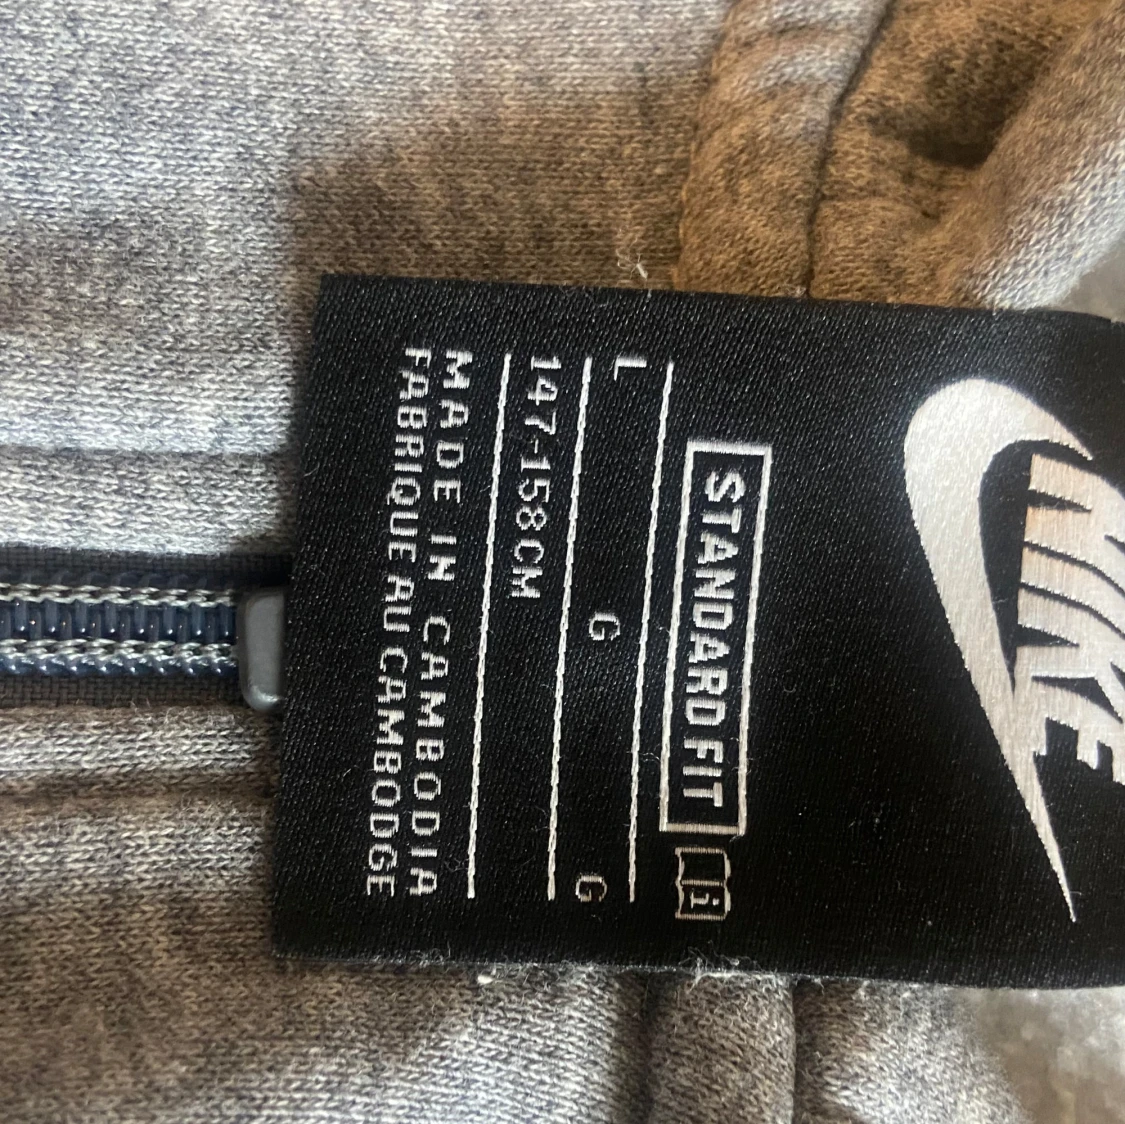 NIKE
STANDARD FIT
L G G
147-158CM
MADE IN CAMBODIA
FABRIQUE AU CAMBODGE